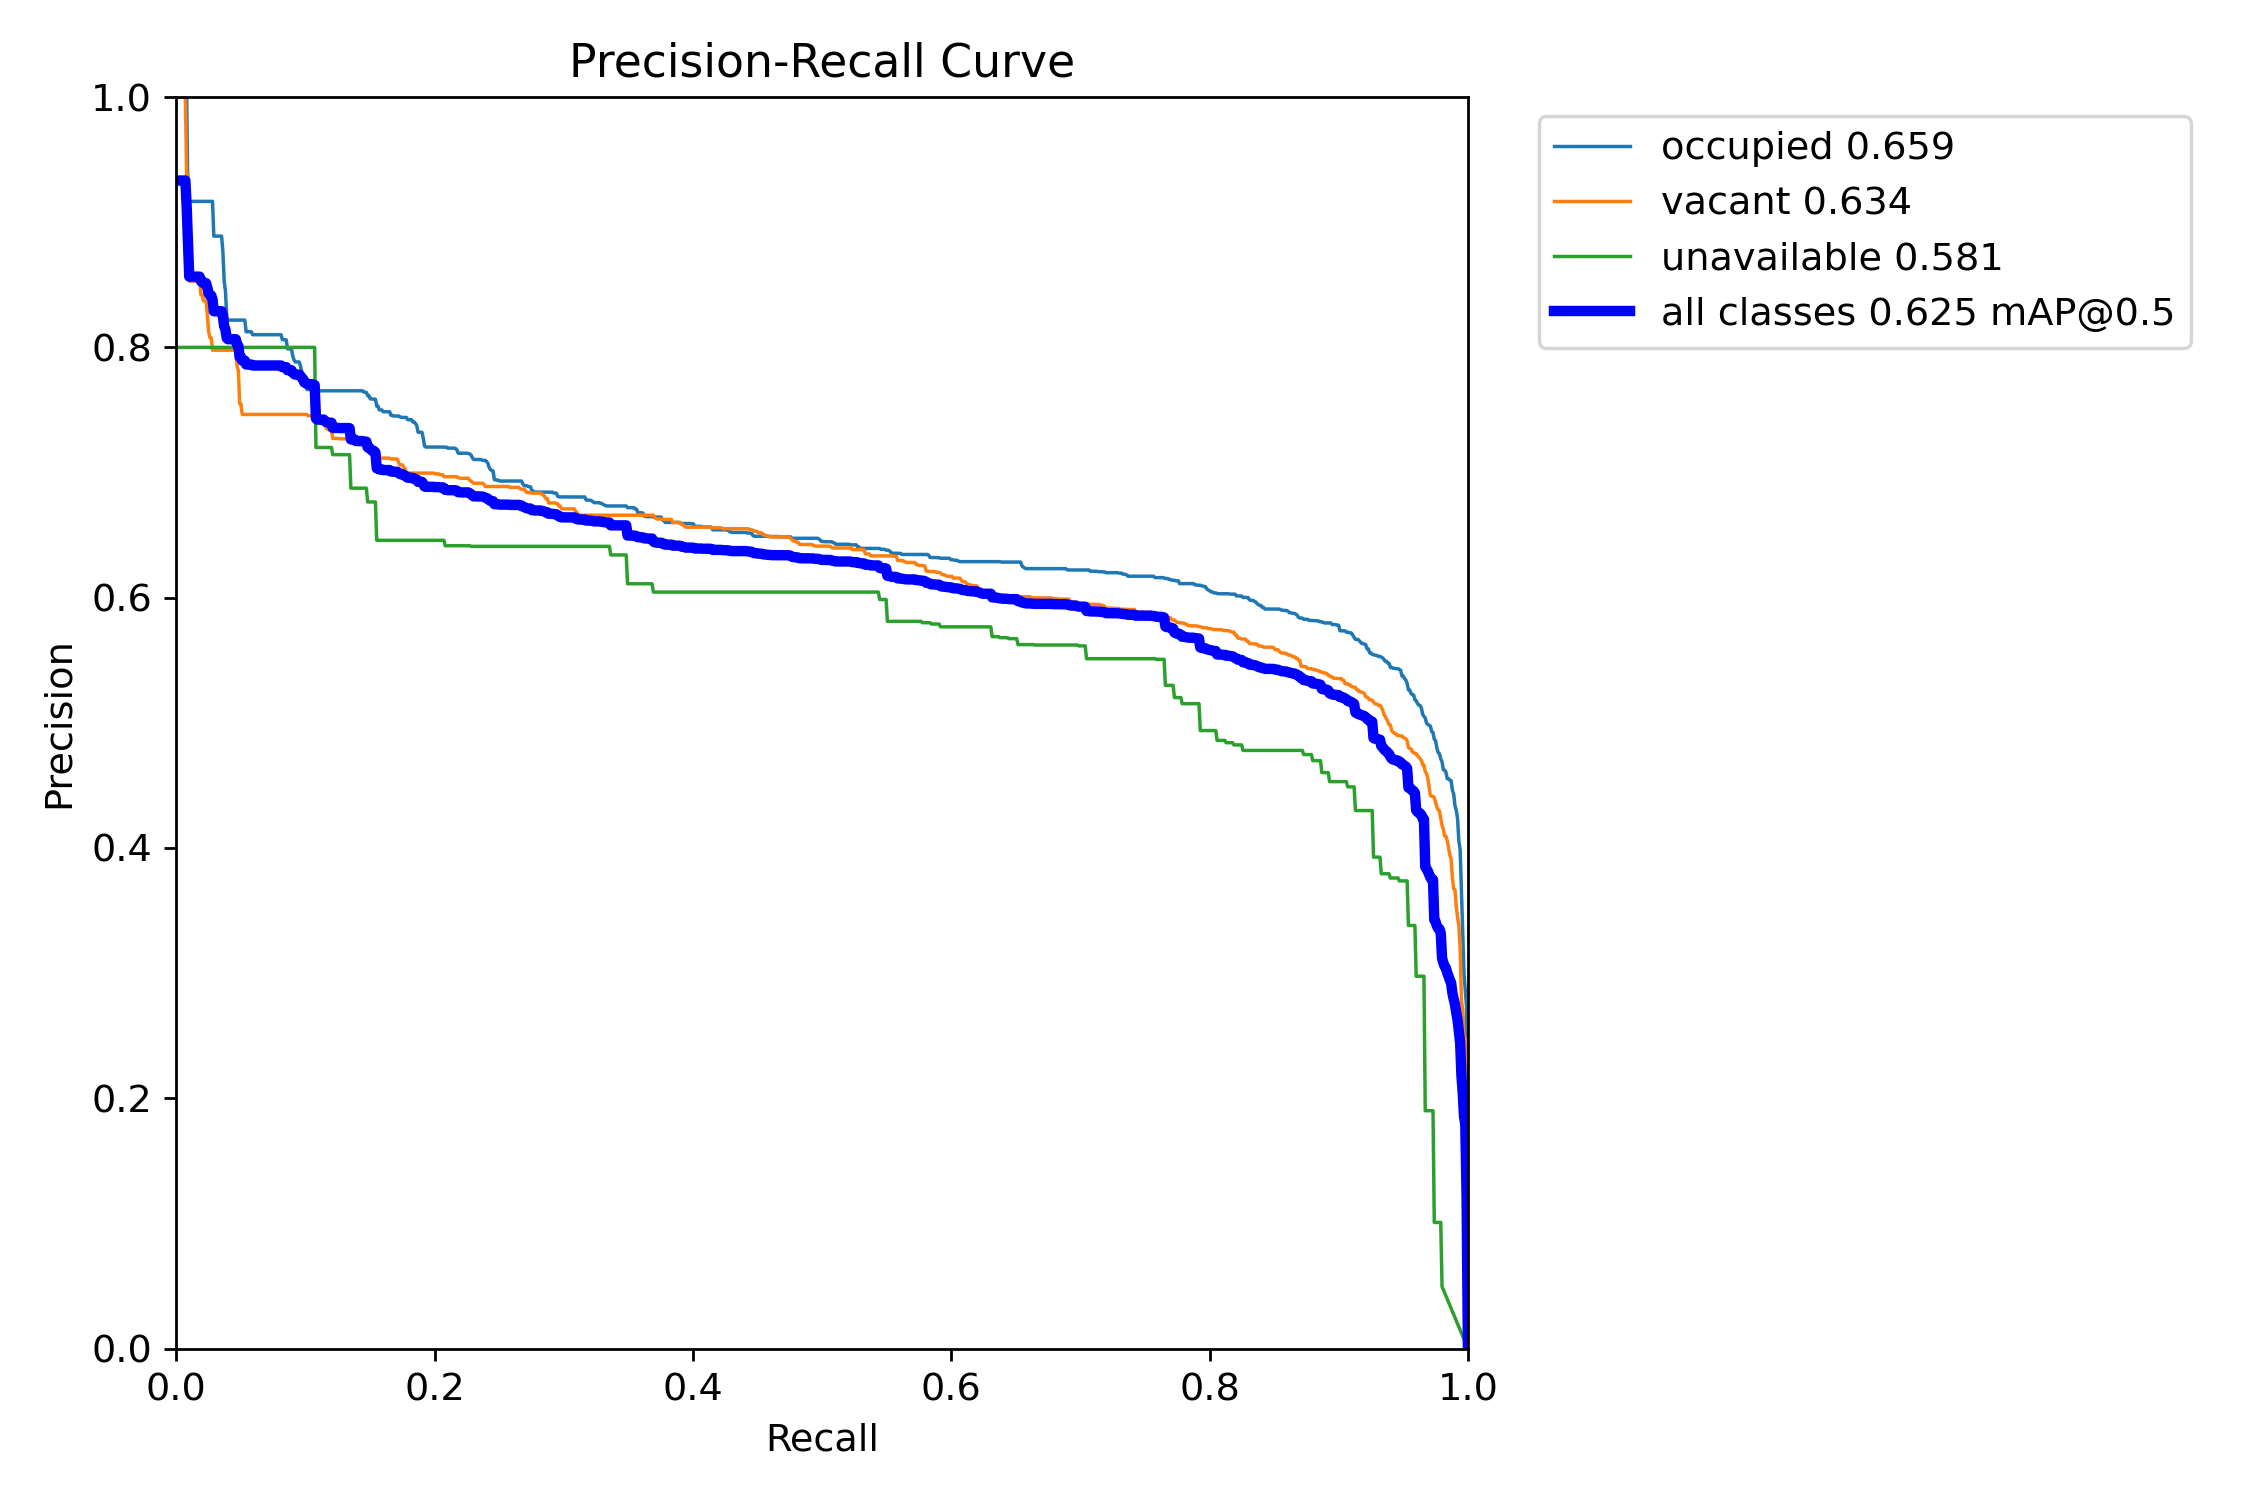 Precision-Recall Curve
1.0
0.8
0.6
0.4
0.2
0.0
Precision
0.0 0.2 0.4 0.6 0.8 1.0
Recall
occupied 0.659
vacant 0.634
unavailable 0.581
all classes 0.625 mAP@0.5